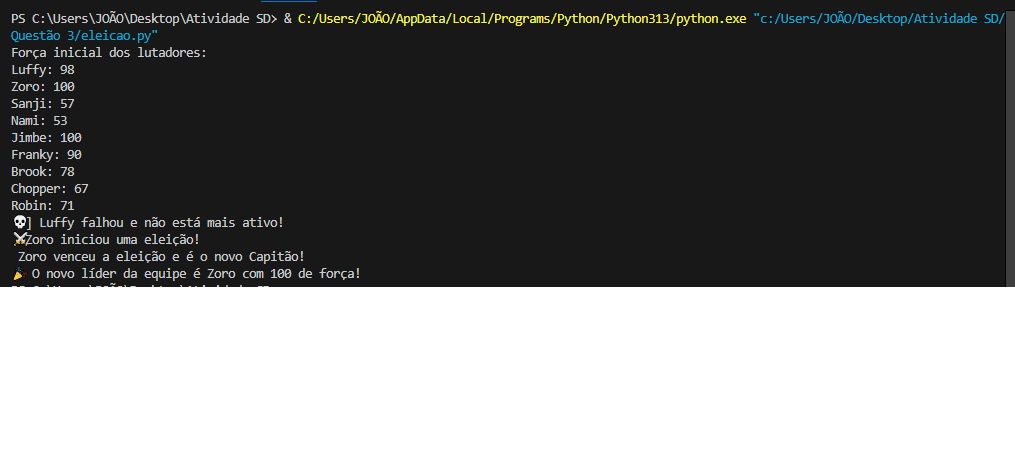 PS C:\Users\JOÃO\Desktop\Atividade SD> & C:/Users/JOÃO/AppData/Local/Programs/Python/Python313/python.exe "c:/Users/JOÃO/Desktop/Atividade SD/
Questão 3/eleicao.py"
Força inicial dos lutadores:
Luffy: 98
Zoro: 100
Sanji: 57
Nami: 53
Jimbe: 100
Franky: 90
Brook: 78
Chopper: 67
Robin: 71
💀] Luffy falhou e não está mais ativo!
⚔Zoro iniciou uma eleição!
Zoro venceu a eleição e é o novo Capitão!
🎉 O novo líder da equipe é Zoro com 100 de força!